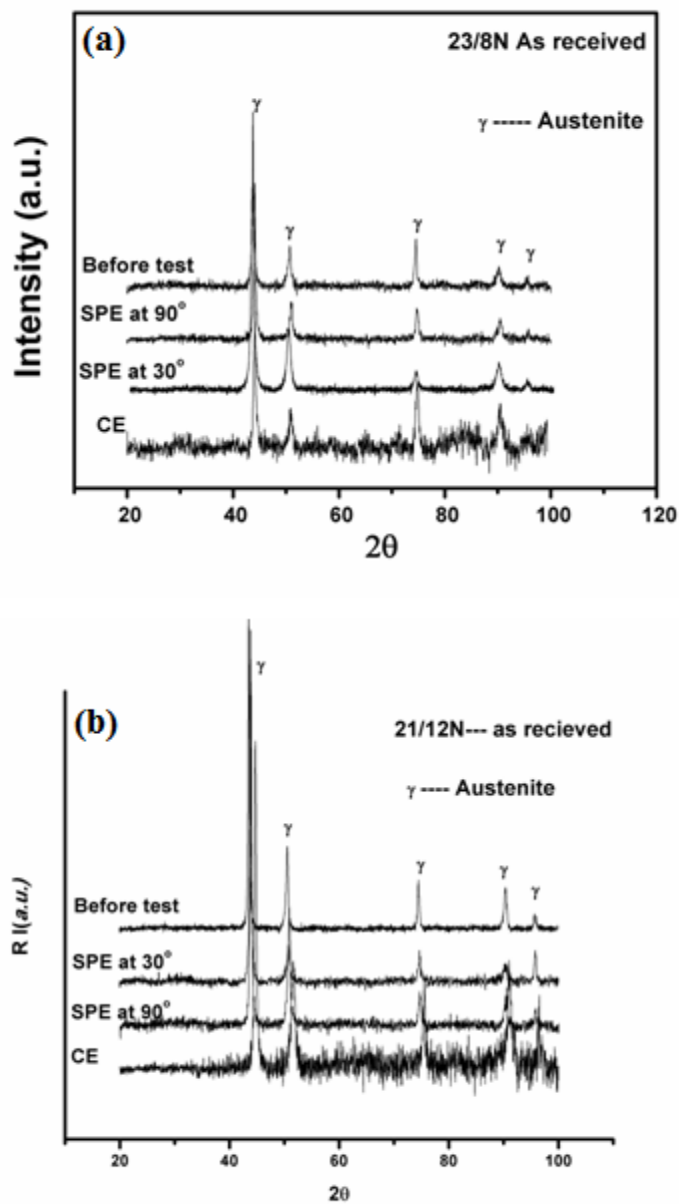 (a)
23/8N As received
γ
γ ----- Austenite
γ
γ
γ
γ
Before test
SPE at 90°
SPE at 30°
CE
Intensity (a.u.)
20
40
60
80
100
120
2θ
(b)
γ
21/12N--- as recieved
γ ---- Austenite
γ
γ
γ
γ
Before test
SPE at 30°
SPE at 90°
CE
R I(a.u.)
20
40
60
80
100
2θ